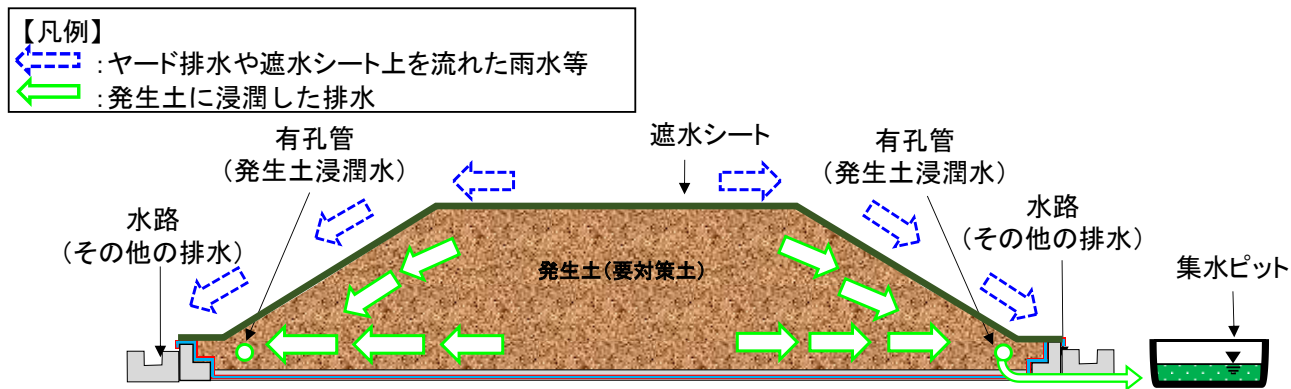 【凡例】
：ヤード排水や遮水シート上を流れた雨水等
：発生土に浸潤した排水
有孔管
（発生土浸潤水）
遮水シート
有孔管
（発生土浸潤水）
水路
（その他の排水）
水路
（その他の排水）
発生土（要対策土）
集水ピット